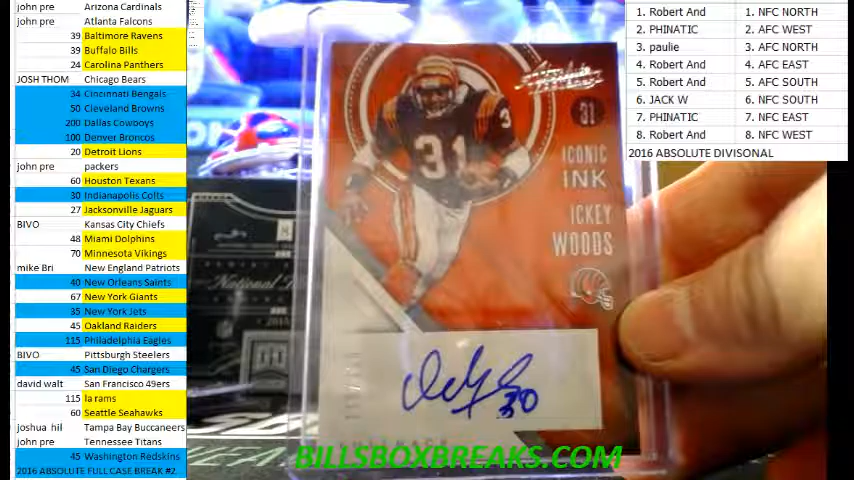 john pre Arizona Cardinals
john pre Atlanta Falcons
39 Baltimore Ravens
39 Buffalo Bills
24 Carolina Panthers
JOSH THOM Chicago Bears
34 Cincinnati Bengals
50 Cleveland Browns
200 Dallas Cowboys
100 Denver Broncos
20 Detroit Lions
john pre packers
60 Houston Texans
30 Indianapolis Colts
27 Jacksonville Jaguars
BIVO Kansas City Chiefs
48 Miami Dolphins
70 Minnesota Vikings
mike Bri New England Patriots
40 New Orleans Saints
67 New York Giants
35 New York Jets
45 Oakland Raiders
115 Philadelphia Eagles
BIVO Pittsburgh Steelers
45 San Diego Chargers
david walt San Francisco 49ers
115 la rams
60 Seattle Seahawks
joshua hil Tampa Bay Buccaneers
john pre Tennessee Titans
45 Washington Redskins
2016 ABSOLUTE FULL CASE BREAK #2
Absolute
31
31
3
ICONIC
INK
ICKEY
WOODS
30
BILLSBOXBREAKS.COM
1. Robert And 1. NFC NORTH
2. PHINATIC 2. AFC WEST
3. paulie 3. AFC NORTH
4. Robert And 4. AFC EAST
5. Robert And 5. AFC SOUTH
6. JACK W 6. NFC SOUTH
7. PHINATIC 7. NFC EAST
8. Robert And 8. NFC WEST
2016 ABSOLUTE DIVISONAL